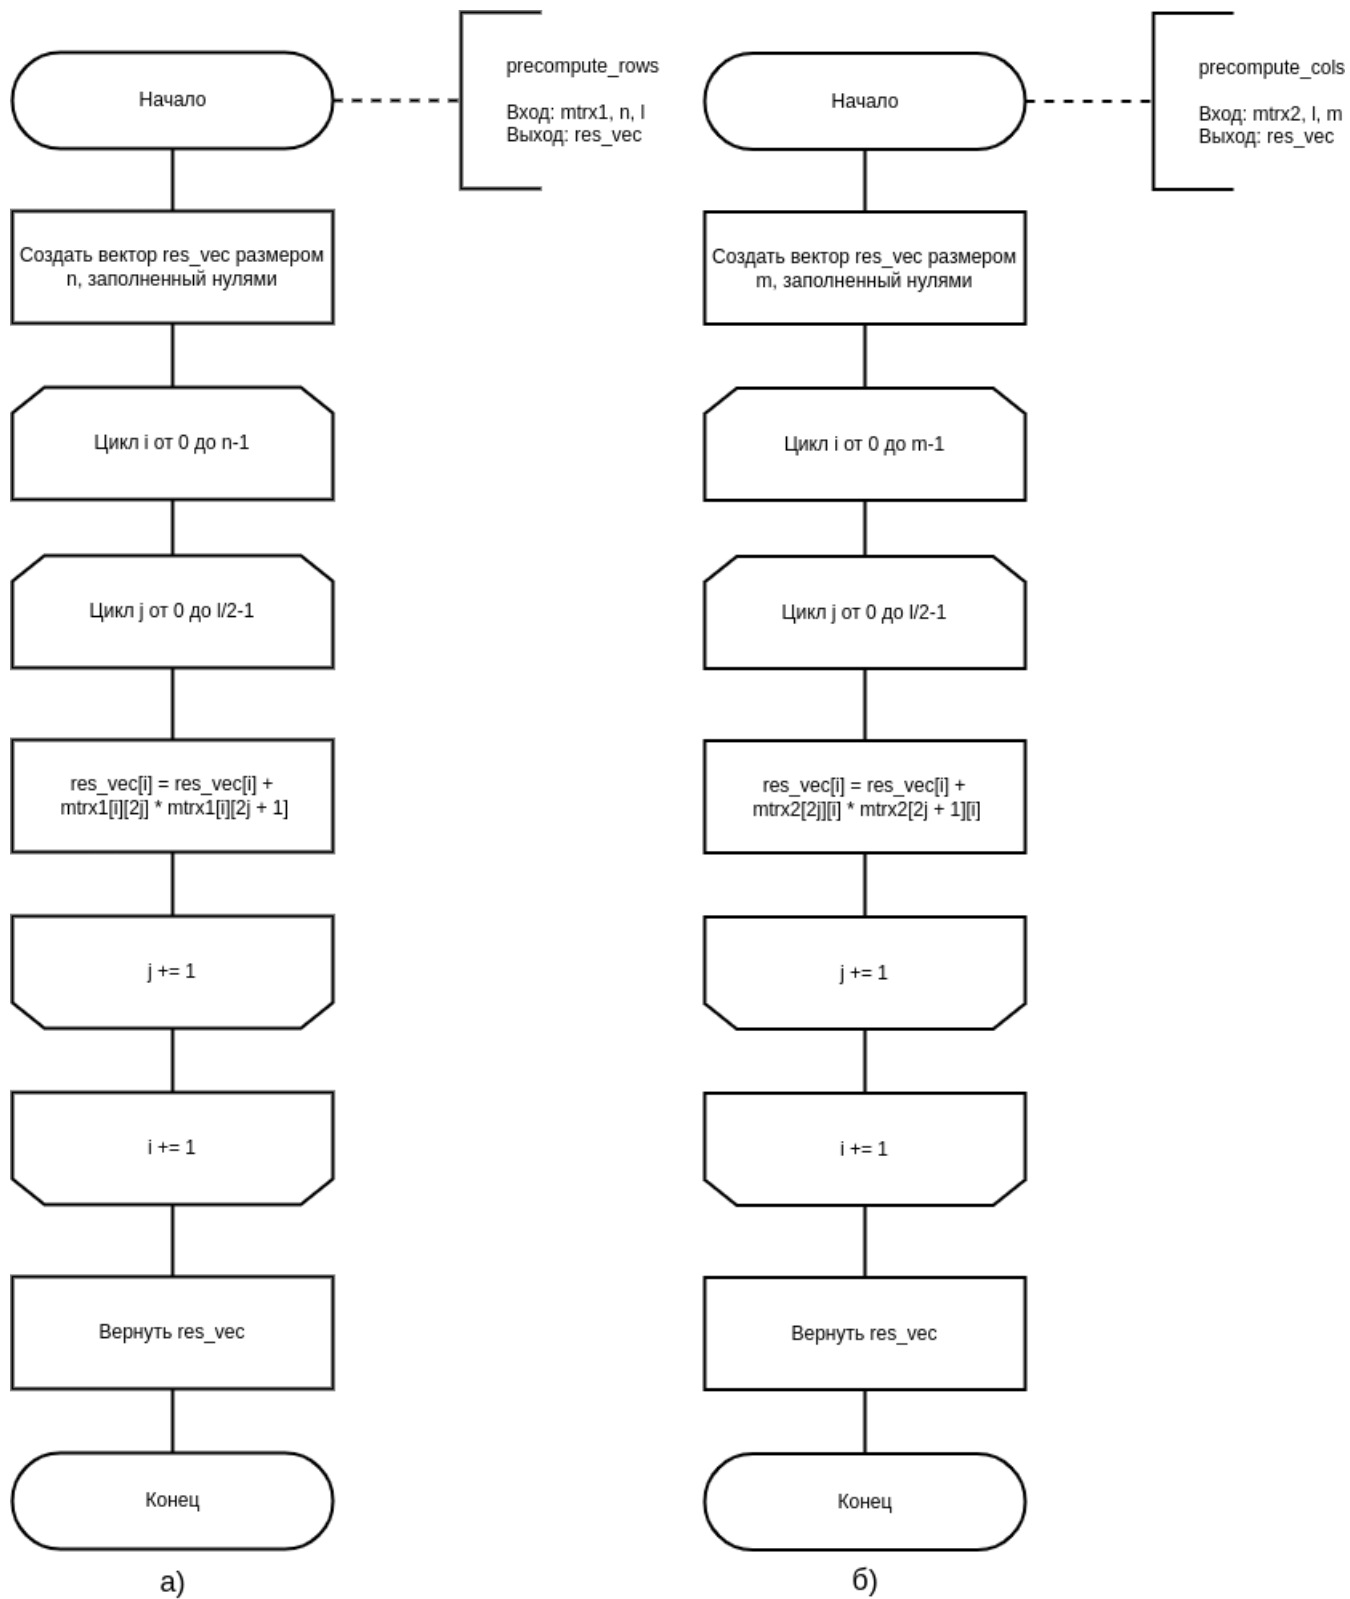 Начало
precompute_rows
Вход: mtrx1, n, l
Выход: res_vec
Создать вектор res_vec размером
n, заполненный нулями
Цикл i от 0 до n-1
Цикл j от 0 до l/2-1
res_vec[i] = res_vec[i] +
mtrx1[i][2j] * mtrx1[i][2j + 1]
j += 1
i += 1
Вернуть res_vec
Конец
а)
Начало
precompute_cols
Вход: mtrx2, l, m
Выход: res_vec
Создать вектор res_vec размером
m, заполненный нулями
Цикл i от 0 до m-1
Цикл j от 0 до l/2-1
res_vec[i] = res_vec[i] +
mtrx2[2j][i] * mtrx2[2j + 1][i]
j += 1
i += 1
Вернуть res_vec
Конец
б)